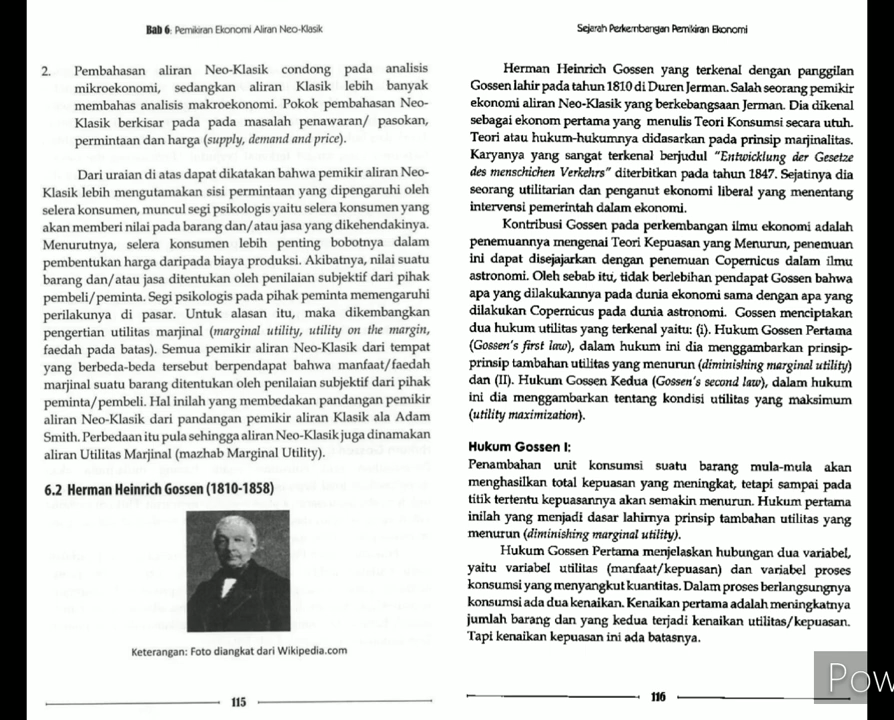 Bab 6: Pemikiran Ekonomi Aliran Neo-Klasik
2. Pembahasan aliran Neo-Klasik condong pada analisis
mikroekonomi, sedangkan aliran Klasik lebih banyak
membahas analisis makroekonomi. Pokok pembahasan Neo-
Klasik berkisar pada pada masalah penawaran/ pasokan,
permintaan dan harga (supply, demand and price).
Dari uraian di atas dapat dikatakan bahwa pemikir aliran Neo-
Klasik lebih mengutamakan sisi permintaan yang dipengaruhi oleh
selera konsumen, muncul segi psikologis yaitu selera konsumen yang
akan memberi nilai pada barang dan/atau jasa yang dikehendakinya.
Menurutnya, selera konsumen lebih penting bobotnya dalam
pembentukan harga daripada biaya produksi. Akibatnya, nilai suatu
barang dan/atau jasa ditentukan oleh penilaian subjektif dari pihak
pembeli/peminta. Segi psikologis pada pihak peminta memengaruhi
perilakunya di pasar. Untuk alasan itu, maka dikembangkan
pengertian utilitas marjinal (marginal utility, utility on the margin,
faedah pada batas). Semua pemikir aliran Neo-Klasik dari tempat
yang berbeda-beda tersebut berpendapat bahwa manfaat/faedah
marjinal suatu barang ditentukan oleh penilaian subjektif dari pihak
peminta/pembeli. Hal inilah yang membedakan pandangan pemikir
aliran Neo-Klasik dari pandangan pemikir aliran Klasik ala Adam
Smith. Perbedaan itu pula sehingga aliran Neo-Klasik juga dinamakan
aliran Utilitas Marjinal (mazhab Marginal Utility).
6.2 Herman Heinrich Gossen (1810-1858)
Keterangan: Foto diangkat dari Wikipedia.com
115
Sejarah Perkembangan Pemikiran Ekonomi
Herman Heinrich Gossen yang terkenal dengan panggilan
Gossen lahir pada tahun 1810 di Duren Jerman. Salah seorang pemikir
ekonomi aliran Neo-Klasik yang berkebangsaan Jerman. Dia dikenal
sebagai ekonom pertama yang menulis Teori Konsumsi secara utuh.
Teori atau hukum-hukumnya didasarkan pada prinsip marjinalitas.
Karyanya yang sangat terkenal berjudul "Entwicklung der Gesetze
des menschichen Verkehrs" diterbitkan pada tahun 1847. Sejatinya dia
seorang utilitarian dan penganut ekonomi liberal yang menentang
intervensi pemerintah dalam ekonomi.
Kontribusi Gossen pada perkembangan ilmu ekonomi adalah
penemuannya mengenai Teori Kepuasan yang Menurun, penemuan
ini dapat disejajarkan dengan penemuan Copernicus dalam ilmu
astronomi. Oleh sebab itu, tidak berlebihan pendapat Gossen bahwa
apa yang dilakukannya pada dunia ekonomi sama dengan apa yang
dilakukan Copernicus pada dunia astronomi. Gossen menciptakan
dua hukum utilitas yang terkenal yaitu: (i). Hukum Gossen Pertama
(Gossen's first law), dalam hukum ini dia menggambarkan prinsip-
prinsip tambahan utilitas yang menurun (diminishing marginal utility)
dan (II). Hukum Gossen Kedua (Gossen's second law), dalam hukum
ini dia menggambarkan tentang kondisi utilitas yang maksimum
(utility maximization).
Hukum Gossen I:
Penambahan unit konsumsi suatu barang mula-mula akan
menghasilkan total kepuasan yang meningkat, tetapi sampai pada
titik tertentu kepuasannya akan semakin menurun. Hukum pertama
inilah yang menjadi dasar lahirnya prinsip tambahan utilitas yang
menurun (diminishing marginal utility).
Hukum Gossen Pertama menjelaskan hubungan dua variabel,
yaitu variabel utilitas (manfaat/kepuasan) dan variabel proses
konsumsi yang menyangkut kuantitas. Dalam proses berlangsungnya
konsumsi ada dua kenaikan. Kenaikan pertama adalah meningkatnya
jumlah barang dan yang kedua terjadi kenaikan utilitas/kepuasan.
Tapi kenaikan kepuasan ini ada batasnya.
116
Pow